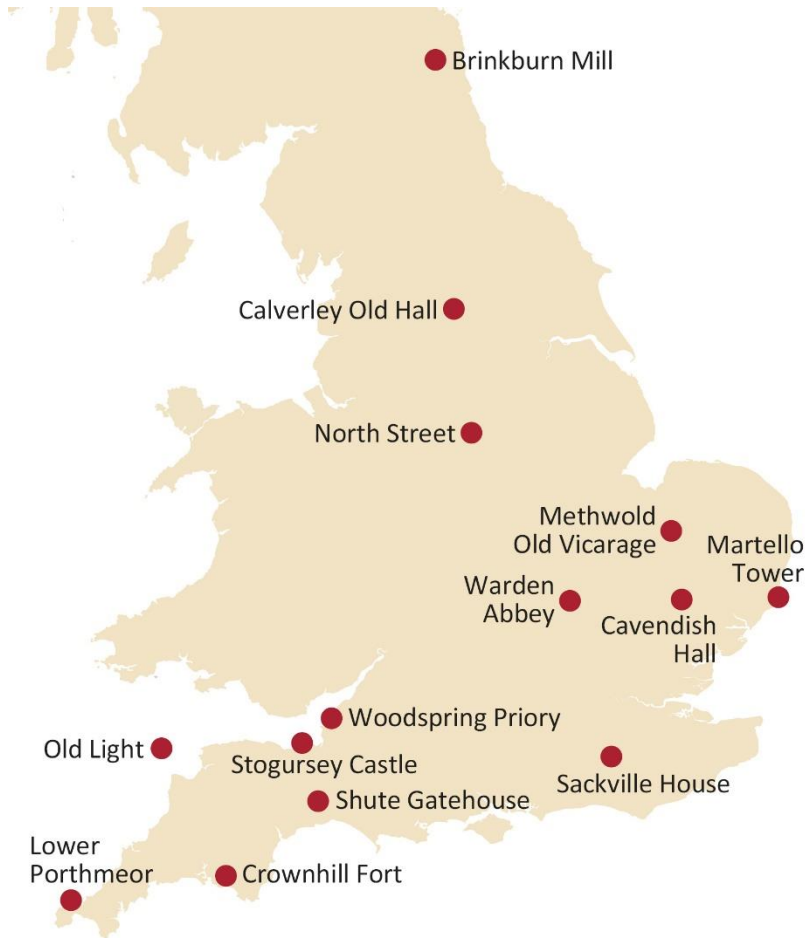 Brinkburn Mill
Calverley Old Hall
North Street
Methwold
Old Vicarage
Martello
Tower
Warden
Abbey
Cavendish
Hall
Woodspring Priory
Old Light
Stogursey Castle
Sackville House
Shute Gatehouse
Lower
Porthmeor
Crownhill Fort